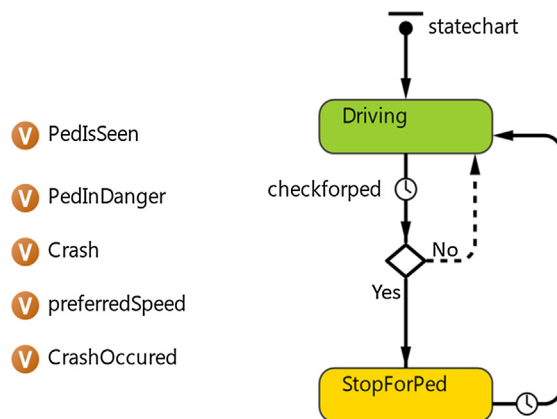 statechart
Driving
V PedIsSeen
checkforped
V PedInDanger
No
V Crash
Yes
V preferredSpeed
V CrashOccured
StopForPed